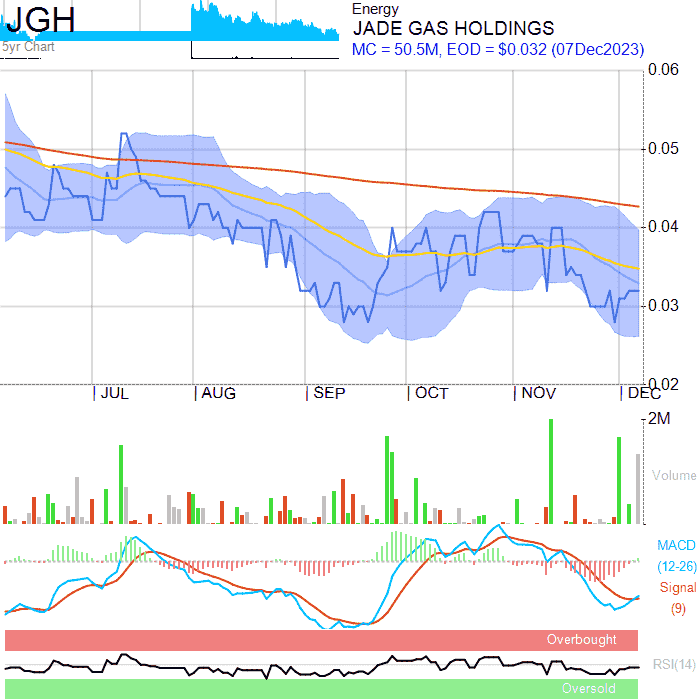 JGH
5yr Chart
Energy
JADE GAS HOLDINGS
MC = 50.5M, EOD = $0.032 (07Dec2023)
0.06
0.05
0.04
0.03
0.02
JUL
AUG
SEP
OCT
NOV
DEC
2M
Volume
MACD
(12-26)
Signal
(9)
Overbought
RSI(14)
Oversold